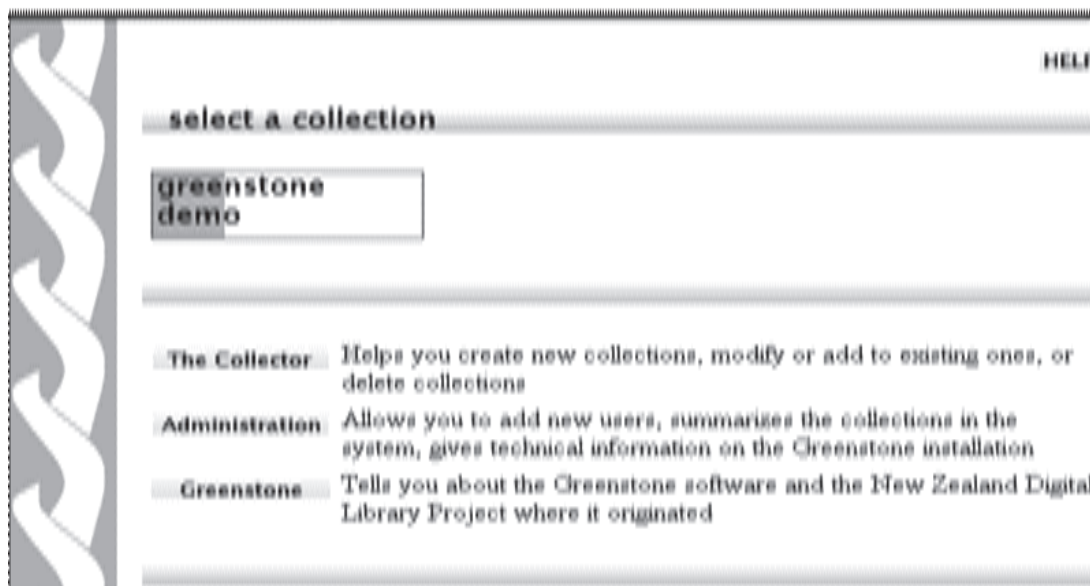 HELP
select a collection
greenstone
demo
The Collector Helps you create new collections, modify or add to existing ones, or
delete collections
Administration Allows you to add new users, summarizes the collections in the
system, gives technical information on the Greenstone installation
Greenstone Tells you about the Greenstone software and the New Zealand Digital
Library Project where it originated